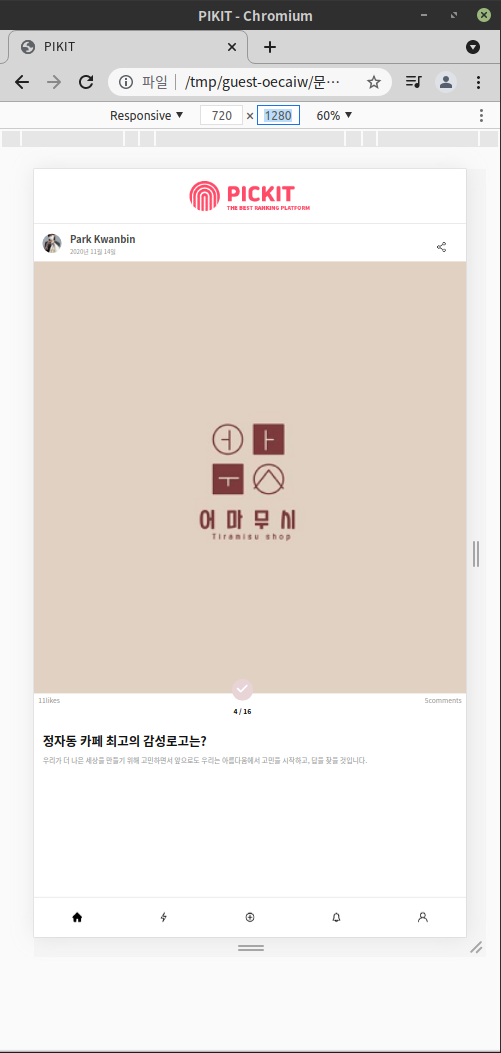 PIKIT - Chromium
PIKIT
파일
/tmp/guest-oecaiw/문…
Responsive
720
×
1280
60%
PICKIT
THE BEST RANKING PLATFORM
Park Kwanbin
2020년 11월 14일
어 마 무 시
Tiramisu shop
11likes
5comments
4 / 16
정자동 카페 최고의 감성로고는?
우리가 더 나은 세상을 만들기 위해 고민하면서 앞으로도 우리는 아름다움에서 고민을 시작하고, 답을 찾을 것입니다.